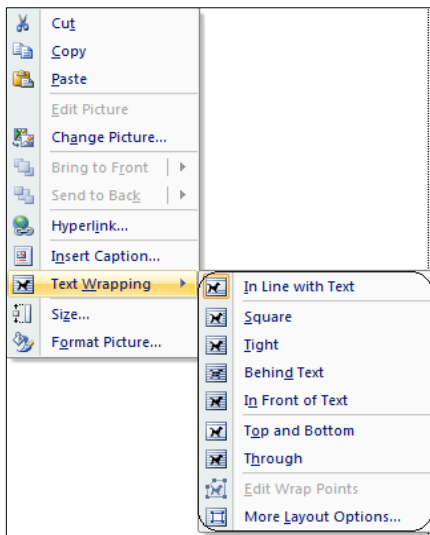 Cut
Copy
Paste
Edit Picture
Change Picture...
Bring to Front
Send to Back
Hyperlink...
Insert Caption...
Text Wrapping
Size...
Format Picture...
In Line with Text
Square
Tight
Behind Text
In Front of Text
Top and Bottom
Through
Edit Wrap Points
More Layout Options...